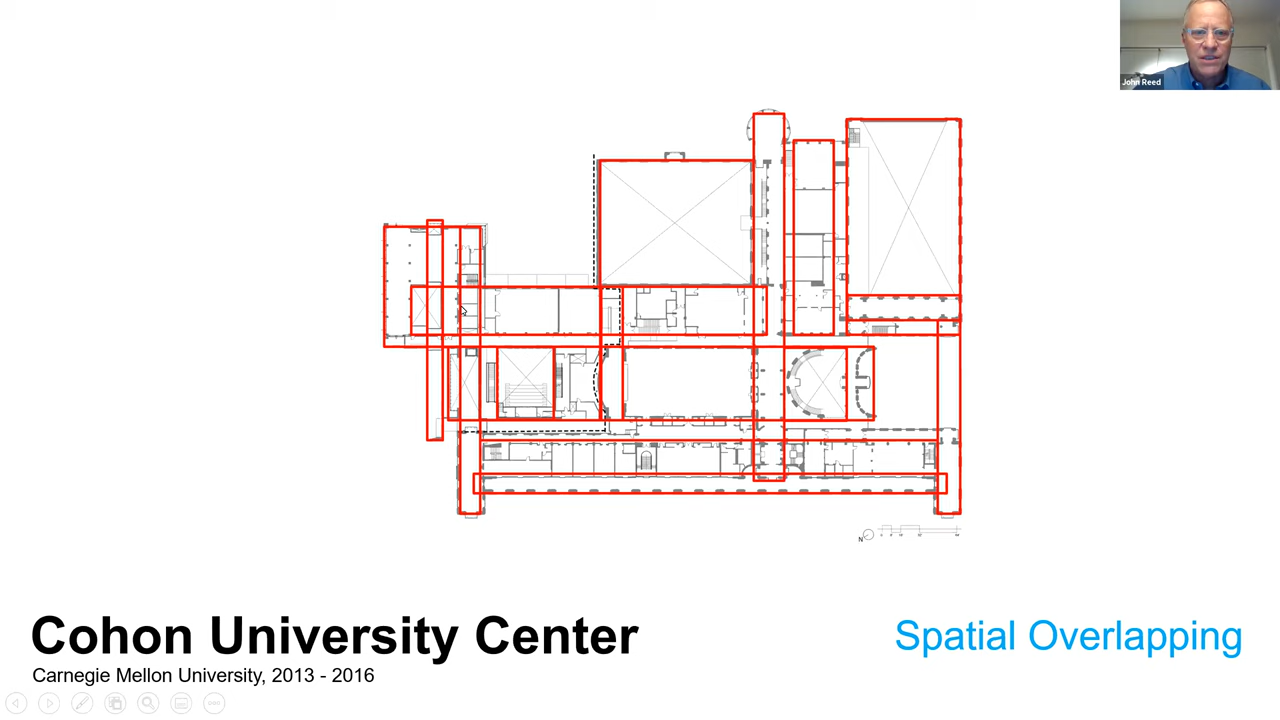 John Reed
N
Cohon University Center
Spatial Overlapping
Carnegie Mellon University, 2013 - 2016